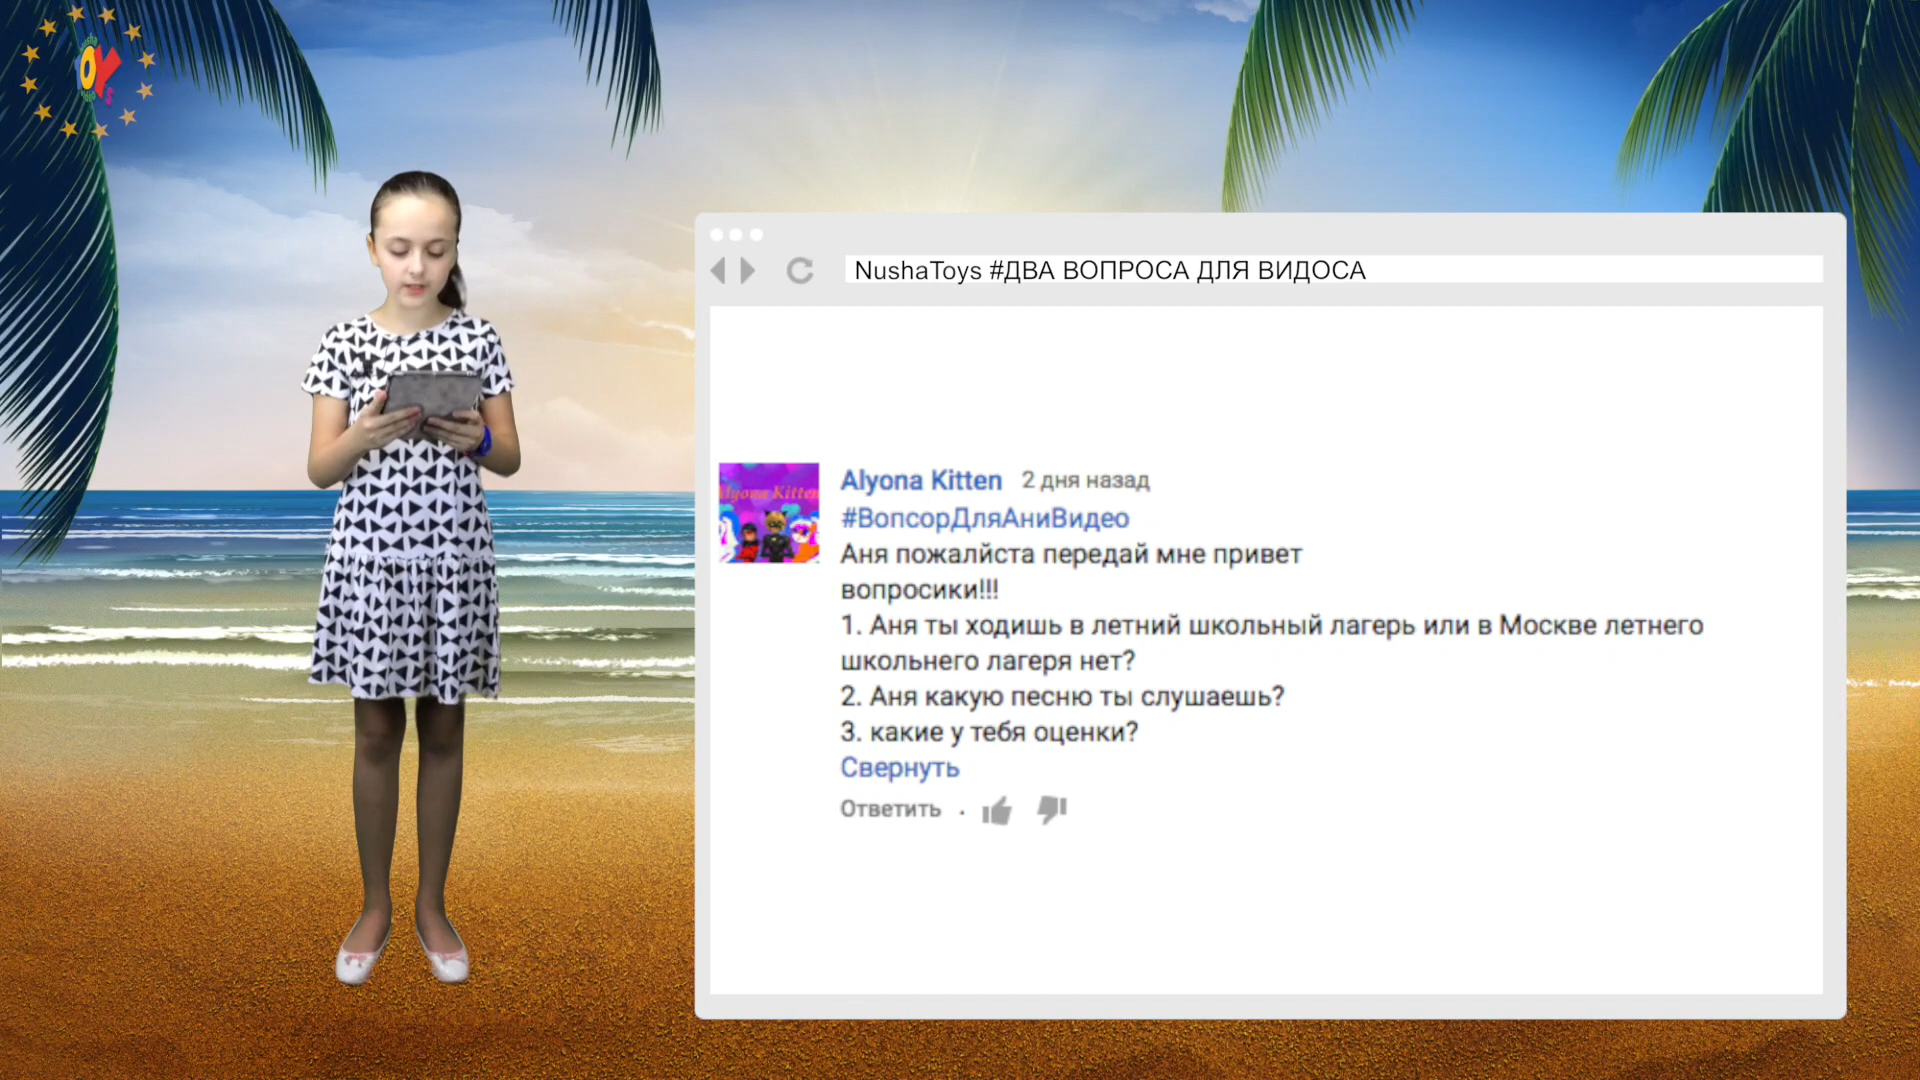 NushaToys #ДВА ВОПРОСА ДЛЯ ВИДОСА
Alyona Kitten 2 дня назад
Alyona Kitten
#ВопсорДляАниВидео
Аня пожалйста передай мне привет
вопросики!!!
1. Аня ты ходишь в летний школьный лагерь или в Москве летнего
школьнего лагеря нет?
2. Аня какую песню ты слушаешь?
3. какие у тебя оценки?
Свернуть
Ответить ·